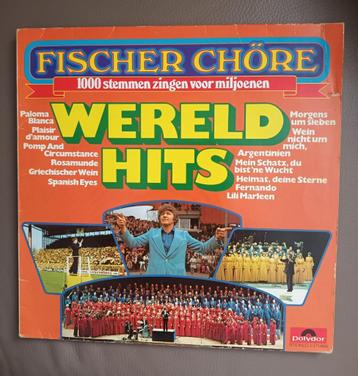 FISCHER CHÖRE
1000 stemmen zingen voor miljoenen
WERELD
HITS
Paloma
Blanca
Plaisir
d'amour
Pomp And
Circumstance
Rosamunde
Griechischer Wein
Spanish Eyes
Morgens
um sieben
Wein
nicht um
mich,
Argentinien
Mein Schatz, du
bist 'ne Wucht
Heimat, deine Sterne
Fernando
Lili Marleen
Polydor